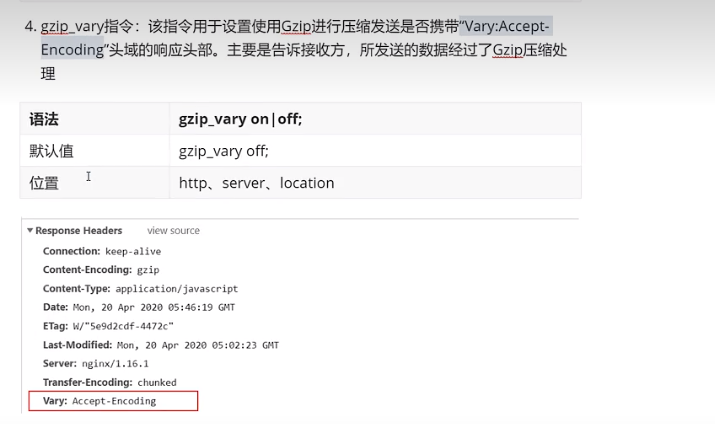 4. gzip_vary指令：该指令用于设置使用Gzip进行压缩发送是否携带“Vary:Accept-
Encoding”头域的响应头部。主要是告诉接收方，所发送的数据经过了Gzip压缩处
理
语法 gzip_vary on|off;
默认值 gzip_vary off;
位置 http、server、location
Response Headers view source
Connection: keep-alive
Content-Encoding: gzip
Content-Type: application/javascript
Date: Mon, 20 Apr 2020 05:46:19 GMT
ETag: W/"5e9d2cdf-4472c"
Last-Modified: Mon, 20 Apr 2020 05:02:23 GMT
Server: nginx/1.16.1
Transfer-Encoding: chunked
Vary: Accept-Encoding